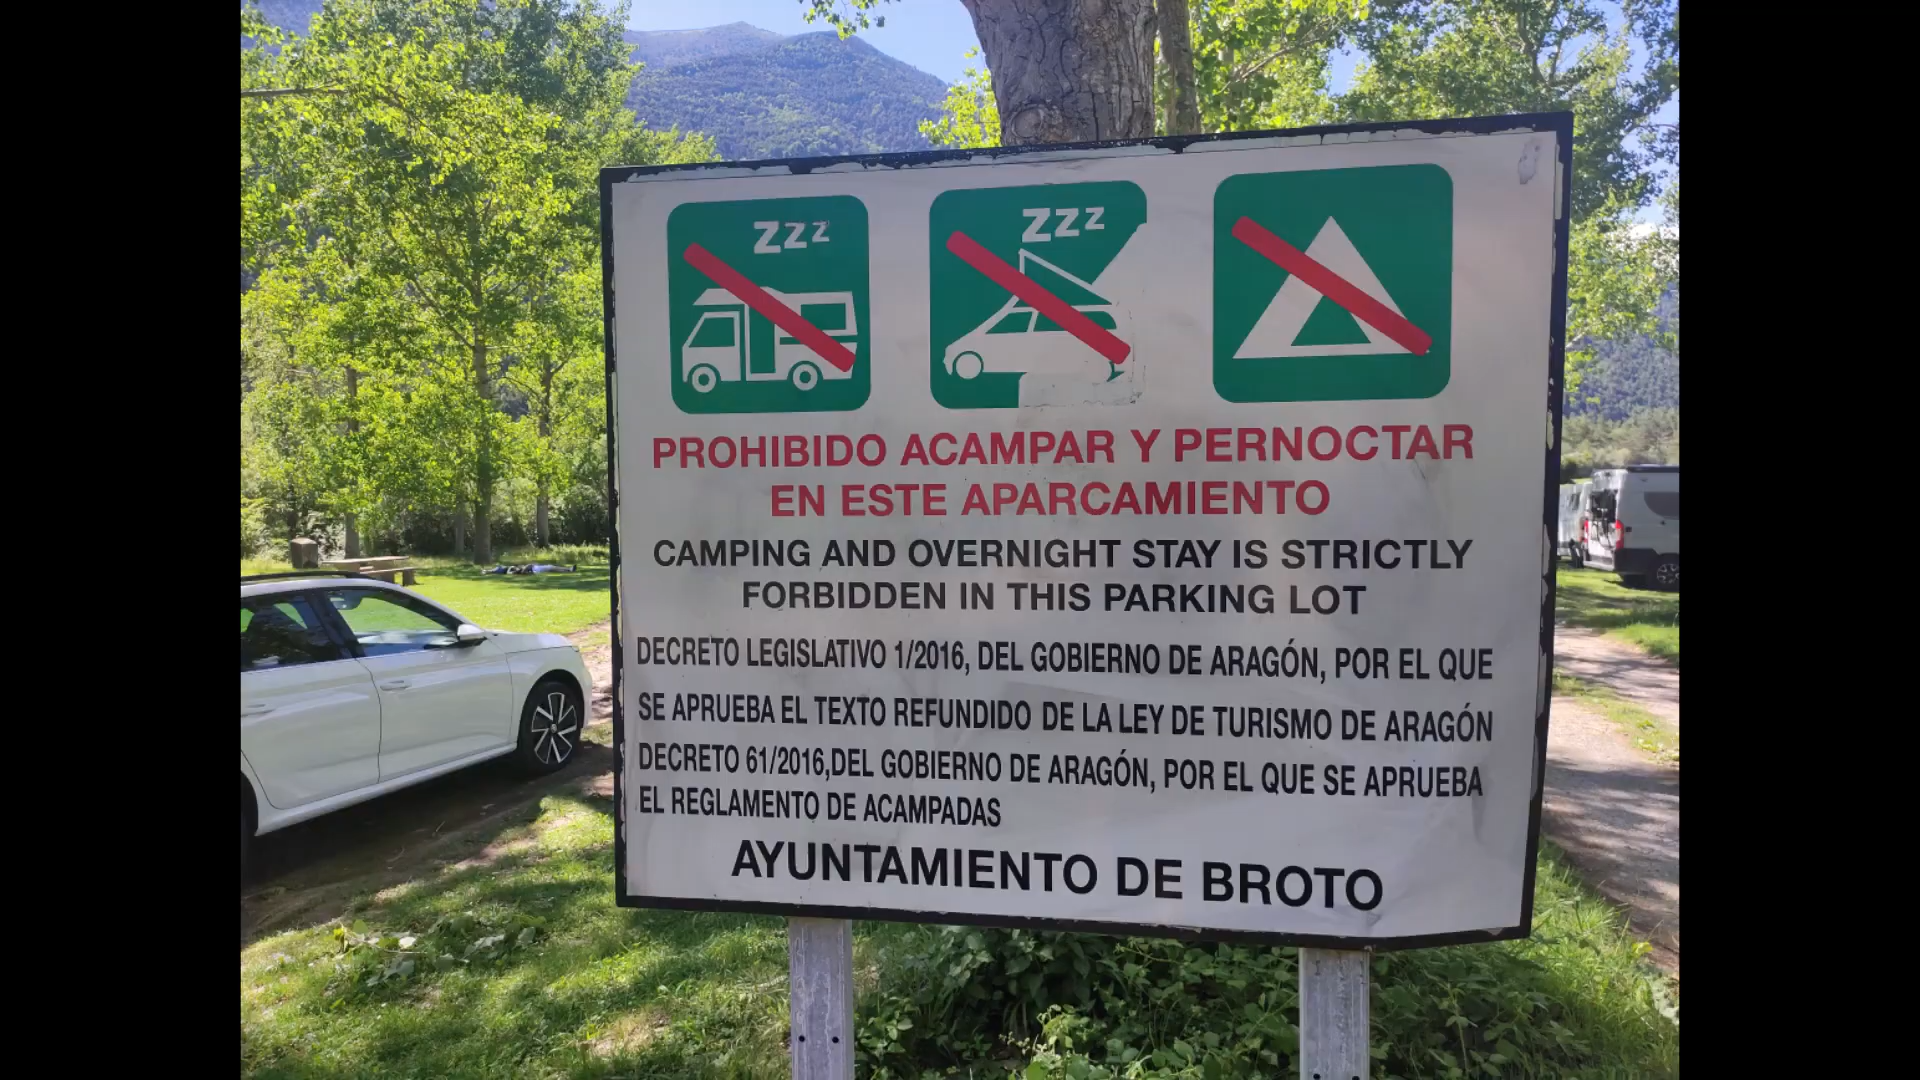 ZZZ ZZZ
PROHIBIDO ACAMPAR Y PERNOCTAR
EN ESTE APARCAMIENTO
CAMPING AND OVERNIGHT STAY IS STRICTLY
FORBIDDEN IN THIS PARKING LOT
DECRETO LEGISLATIVO 1/2016, DEL GOBIERNO DE ARAGÓN, POR EL QUE
SE APRUEBA EL TEXTO REFUNDIDO DE LA LEY DE TURISMO DE ARAGÓN
DECRETO 61/2016,DEL GOBIERNO DE ARAGÓN, POR EL QUE SE APRUEBA
EL REGLAMENTO DE ACAMPADAS
AYUNTAMIENTO DE BROTO